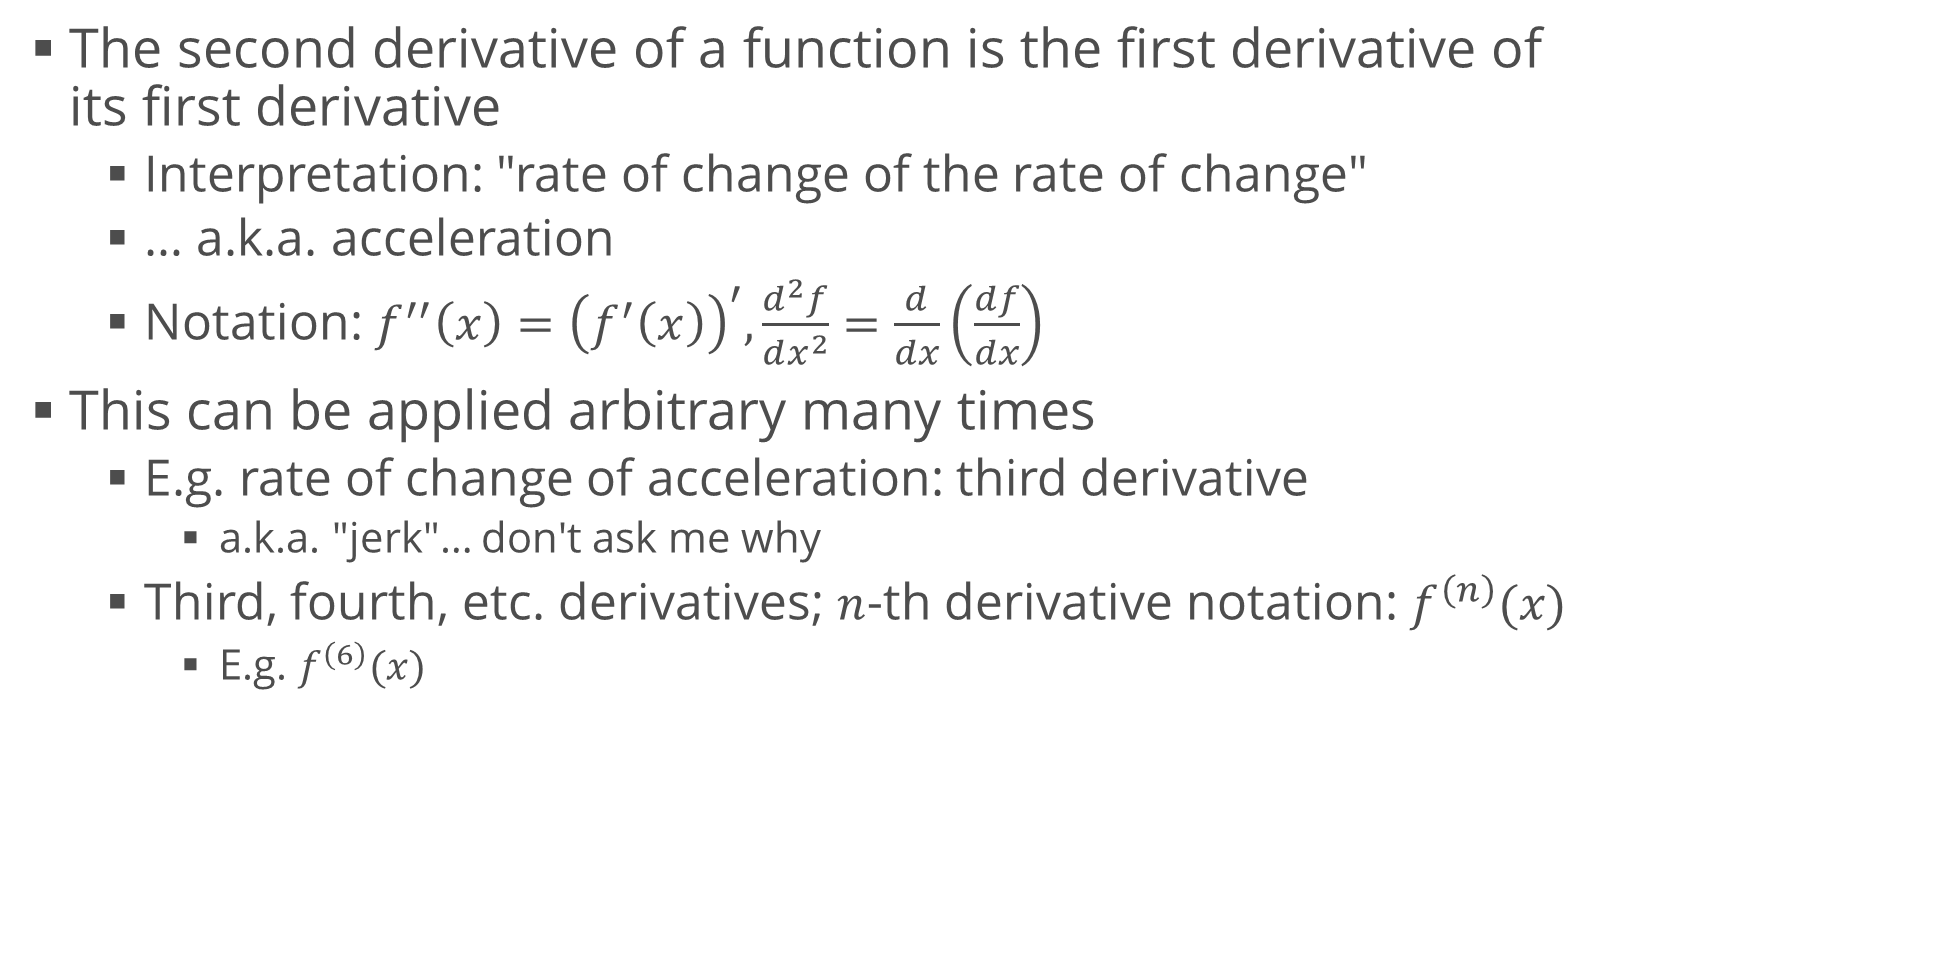 ▪ The second derivative of a function is the first derivative of
its first derivative
▪ Interpretation: "rate of change of the rate of change"
▪ ... a.k.a. acceleration
▪ Notation: f′′(x) = (f′(x))′, d²f/dx² = d/dx (df/dx)
▪ This can be applied arbitrary many times
▪ E.g. rate of change of acceleration: third derivative
▪ a.k.a. "jerk"... don't ask me why
▪ Third, fourth, etc. derivatives; n-th derivative notation: f⁽ⁿ⁾(x)
▪ E.g. f⁽⁶⁾(x)